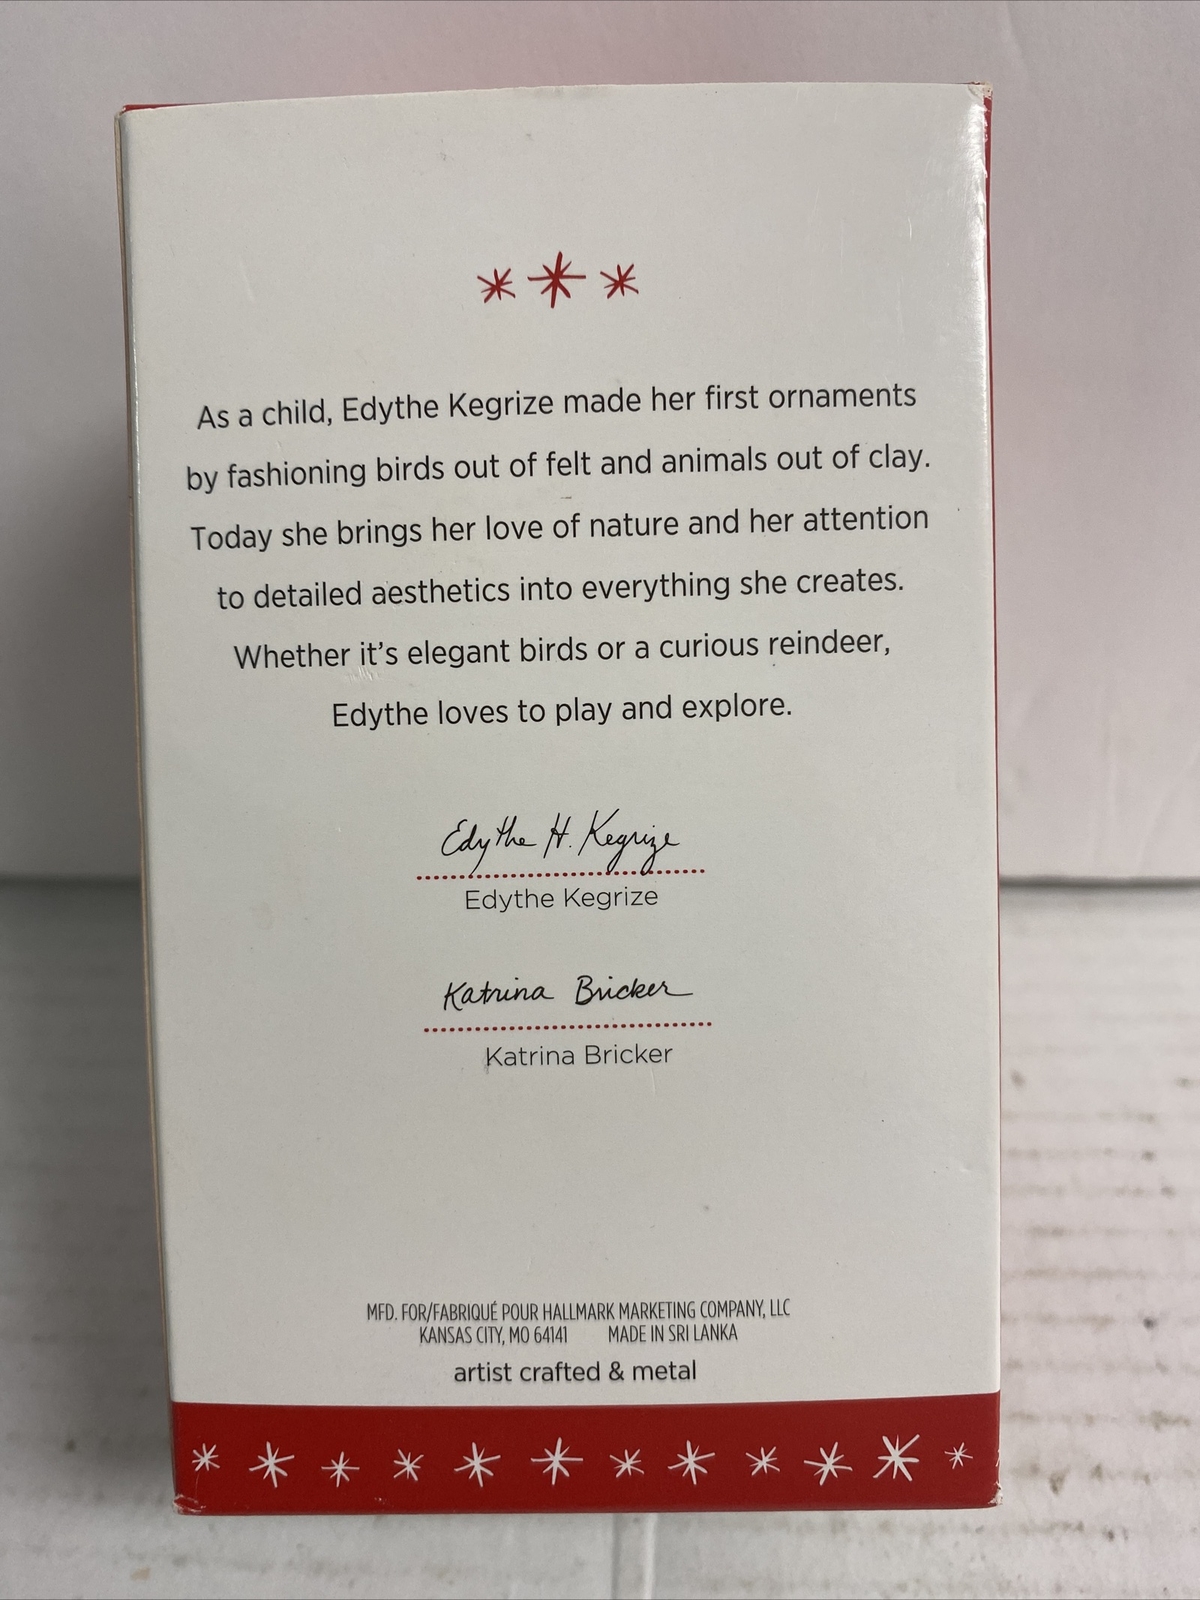 As a child, Edythe Kegrize made her first ornaments
by fashioning birds out of felt and animals out of clay.
Today she brings her love of nature and her attention
to detailed aesthetics into everything she creates.
Whether it’s elegant birds or a curious reindeer,
Edythe loves to play and explore.
Edythe H. Kegrize
Edythe Kegrize
Katrina Bricker
Katrina Bricker
MFD. FOR/FABRIQUÉ POUR HALLMARK MARKETING COMPANY, LLC
KANSAS CITY, MO 64141 MADE IN SRI LANKA
artist crafted & metal